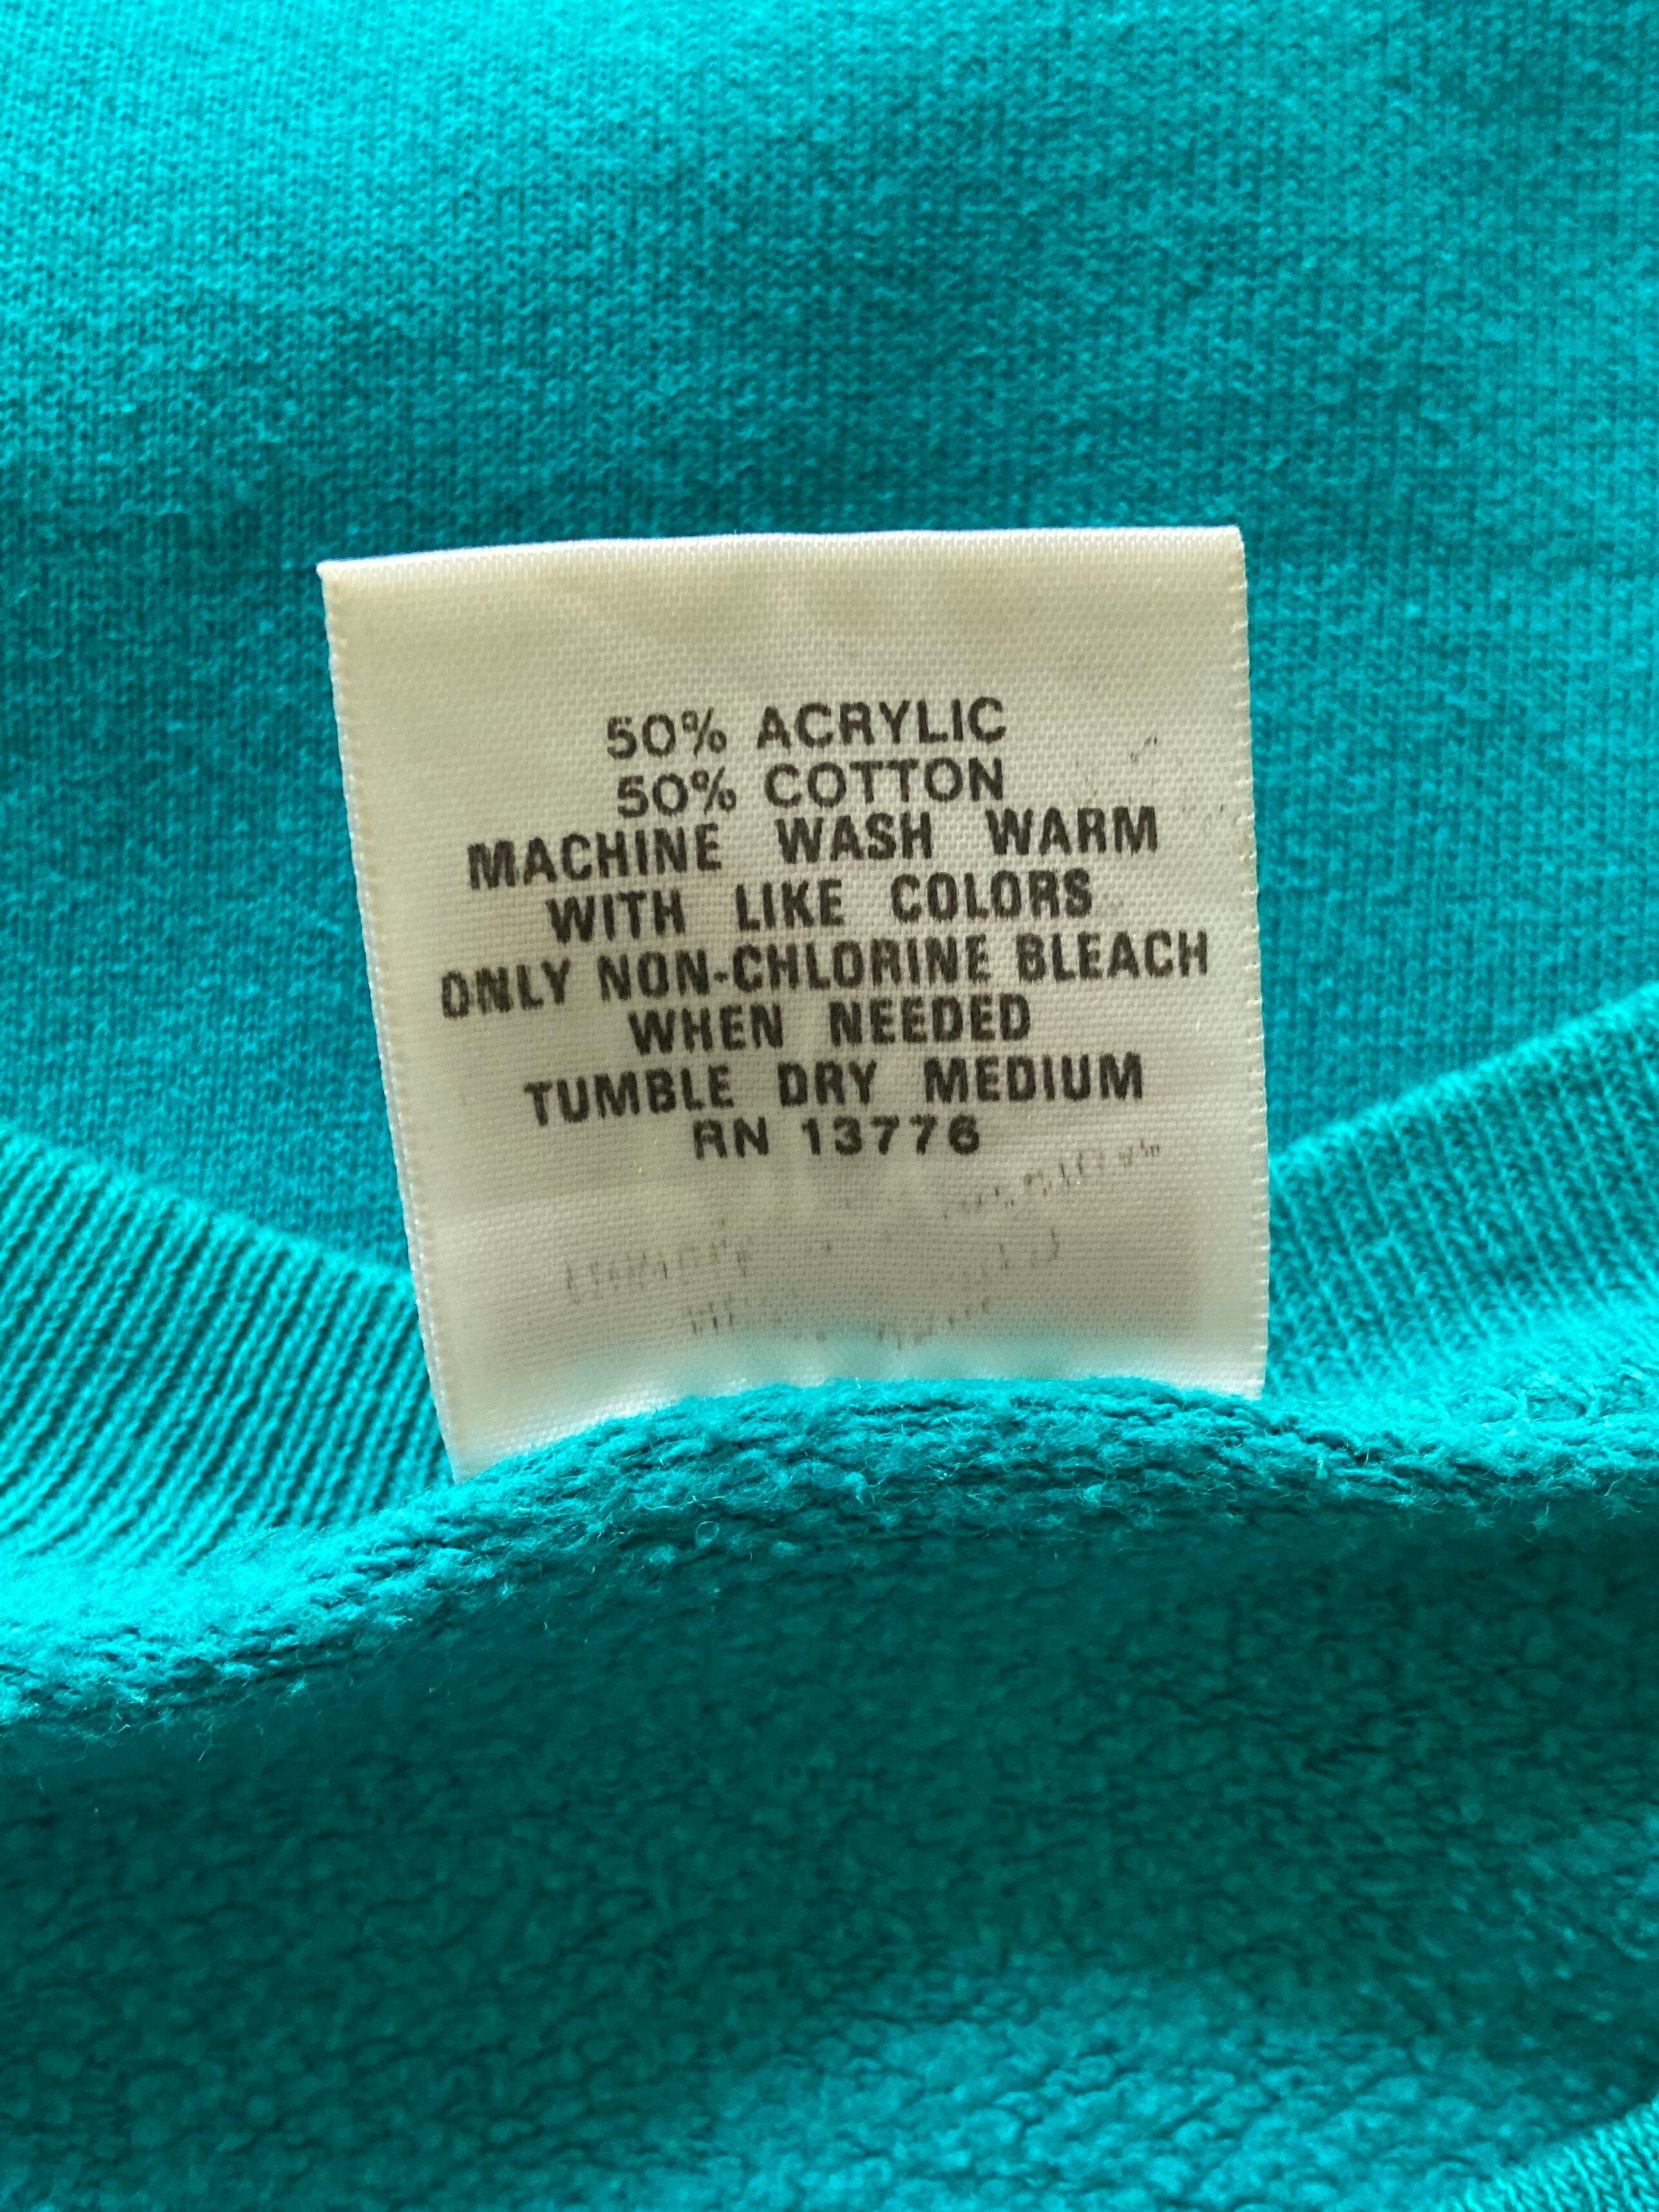 50% ACRYLIC
50% COTTON
MACHINE WASH WARM
WITH LIKE COLORS
ONLY NON-CHLORINE BLEACH
WHEN NEEDED
TUMBLE DRY MEDIUM
RN 13776